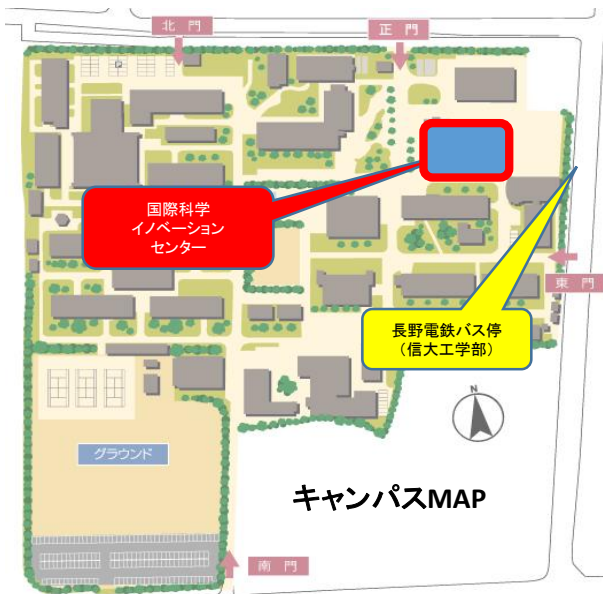 北門
正門
国際科学
イノベーション
センター
東門
長野電鉄バス停
(信大工学部)
N
グラウンド
キャンパスMAP
南門